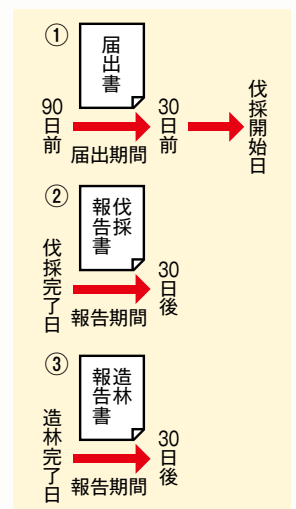 ①
届出書
90日前
届出期間
30日前
伐採開始日
②
伐採
報告書
伐採完了日
報告期間
30日後
③
造林
報告書
造林完了日
報告期間
30日後